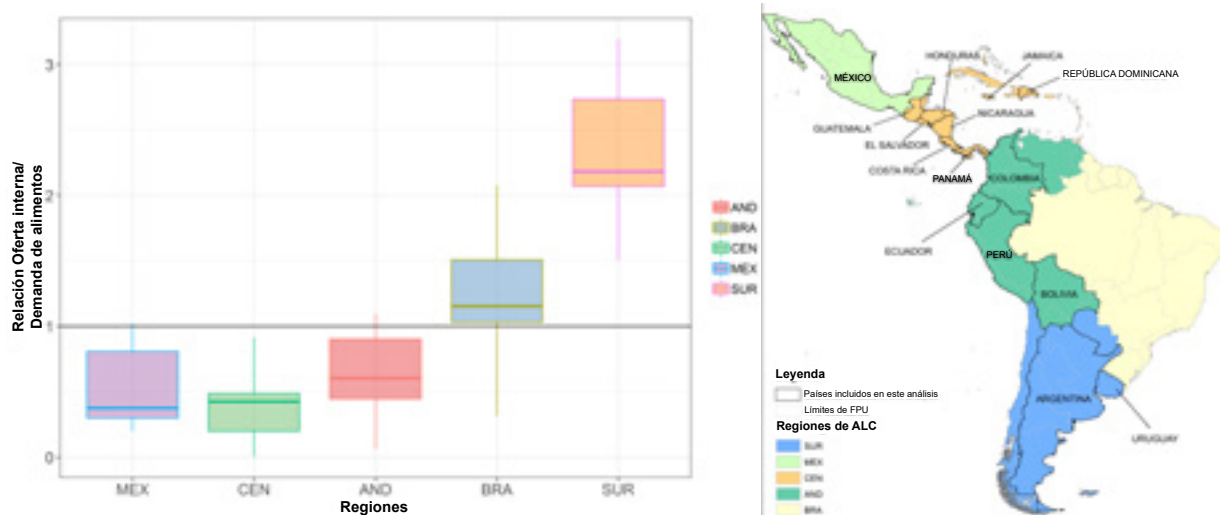 Relación Oferta interna/
Demanda de alimentos
3
2
1
0
MEX
CEN
AND
BRA
SUR
Regiones
AND
BRA
CEN
MEX
SUR
MÉXICO
HONDURAS
JAMAICA
REPÚBLICA DOMINICANA
NICARAGUA
GUATEMALA
EL SALVADOR
COSTA RICA
PANAMÁ
COLOMBIA
ECUADOR
PERÚ
BOLIVIA
ARGENTINA
URUGUAY
Leyenda
Países incluidos en este análisis
Límites de FPU
Regiones de ALC
SUR
MEX
CEN
AND
BRA